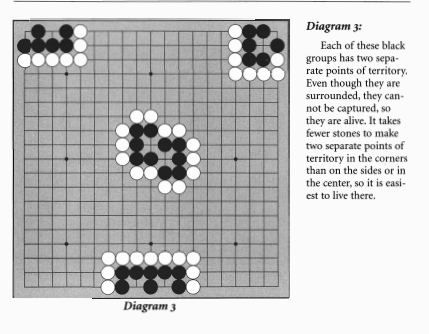 Diagram 3:
Each of these black
groups has two sepa-
rate points of territory.
Even though they are
surrounded, they can-
not be captured, so
they are alive. It takes
fewer stones to make
two separate points of
territory in the corners
than on the sides or in
the center, so it is easi-
est to live there.
Diagram 3